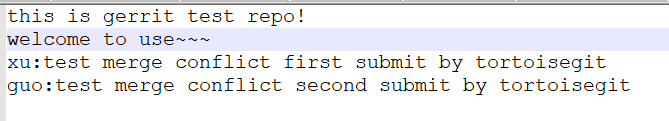 this is gerrit test repo!
welcome to use~~~
xu:test merge conflict first submit by tortoisegit
guo:test merge conflict second submit by tortoisegit